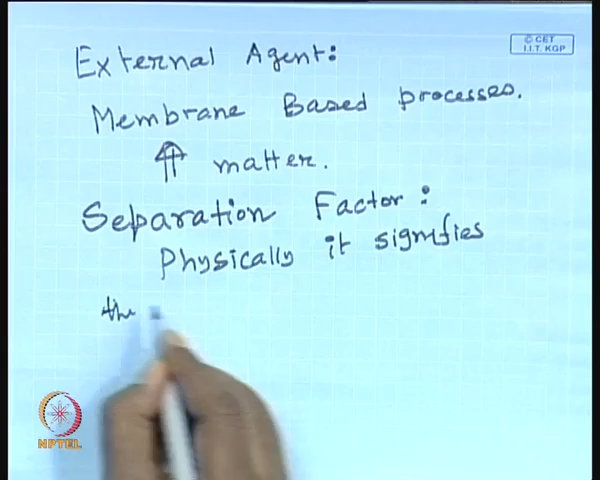 External Agent:
© CET
I.I.T. KGP
Membrane Based processes.
⇑ matter.
Separation Factor:
Physically it signifies
the
NPTEL